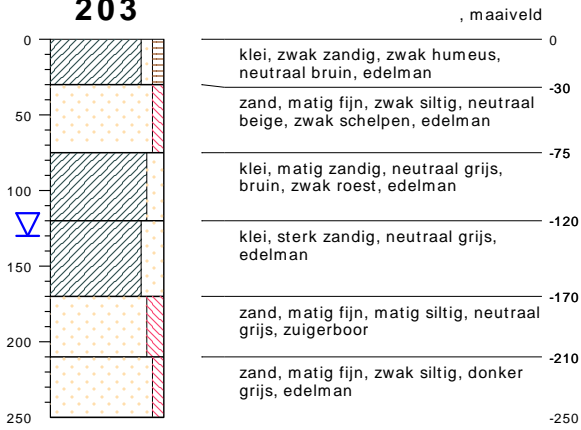 203
, maaiveld
0
0
klei, zwak zandig, zwak humeus,
neutraal bruin, edelman
-30
zand, matig fijn, zwak siltig, neutraal
beige, zwak schelpen, edelman
50
-75
klei, matig zandig, neutraal grijs,
bruin, zwak roest, edelman
100
-120
klei, sterk zandig, neutraal grijs,
edelman
150
-170
zand, matig fijn, matig siltig, neutraal
grijs, zuigerboor
200
-210
zand, matig fijn, zwak siltig, donker
grijs, edelman
250
-250